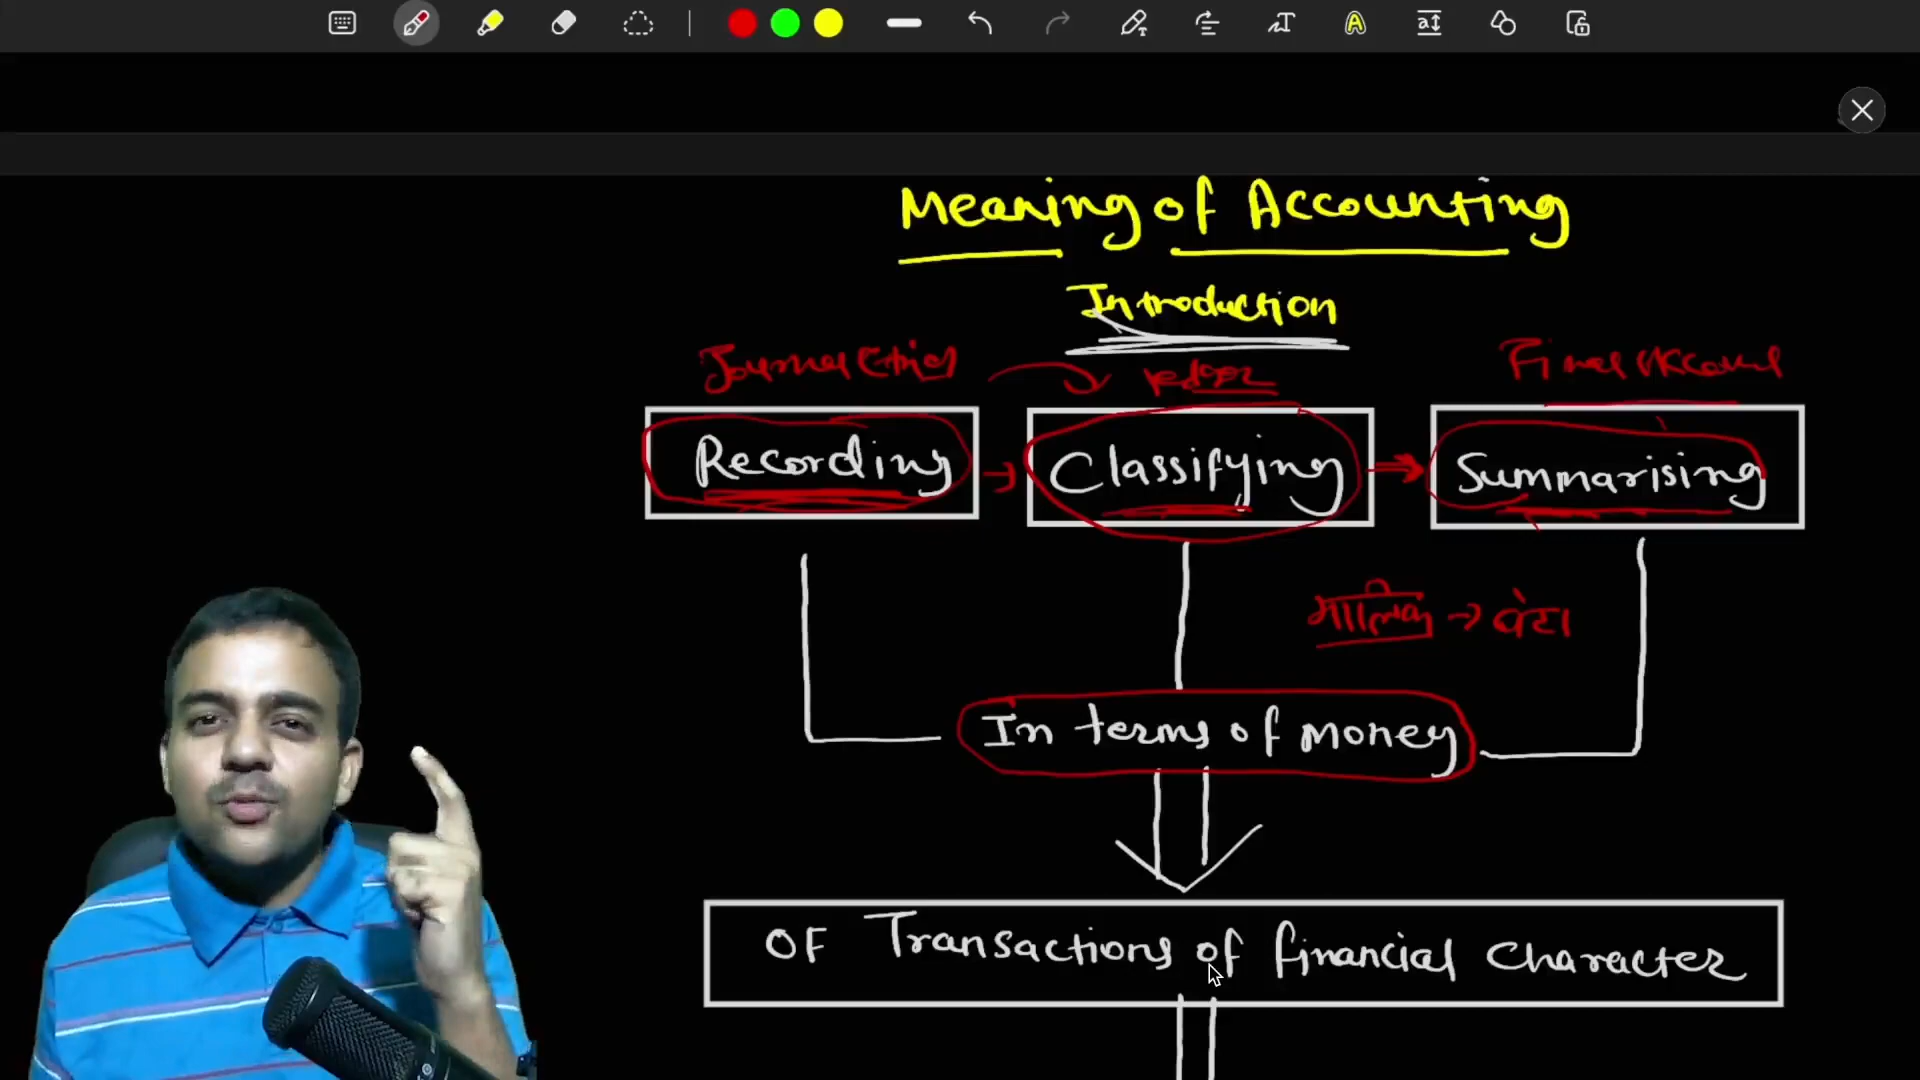 Meaning of Accounting
Introduction
Journal Entries Ledger Final Account
Recording Classifying Summarising
मालिक → बेटा
In terms of money
OF Transactions of financial Character